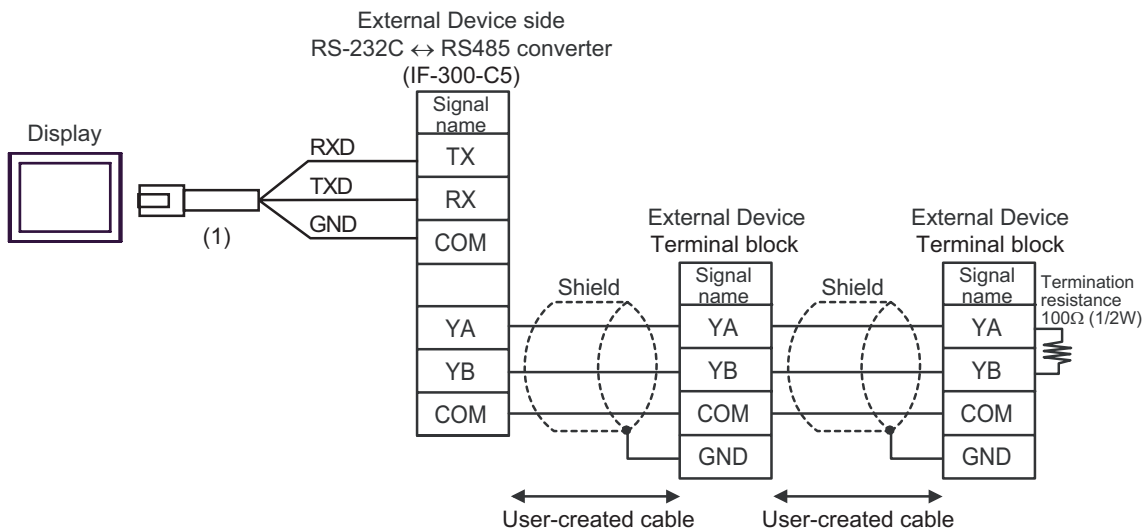 External Device side
RS-232C ↔ RS485 converter
(IF-300-C5)
Display
Signal
name
RXD
TX
TXD
RX
(1)
GND
COM
YA
YB
COM
External Device
Terminal block
Signal
name
Shield
YA
YB
COM
GND
External Device
Terminal block
Signal
name
Shield
YA
YB
COM
GND
Termination
resistance
100Ω (1/2W)
User-created cable
User-created cable